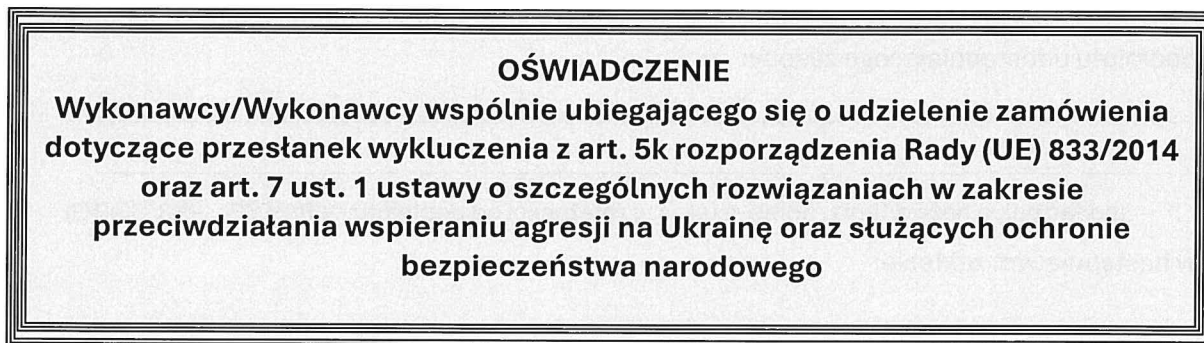 OŚWIADCZENIE
Wykonawcy/Wykonawcy wspólnie ubiegającego się o udzielenie zamówienia
dotyczące przesłanek wykluczenia z art. 5k rozporządzenia Rady (UE) 833/2014
oraz art. 7 ust. 1 ustawy o szczególnych rozwiązaniach w zakresie
przeciwdziałania wspieraniu agresji na Ukrainę oraz służących ochronie
bezpieczeństwa narodowego